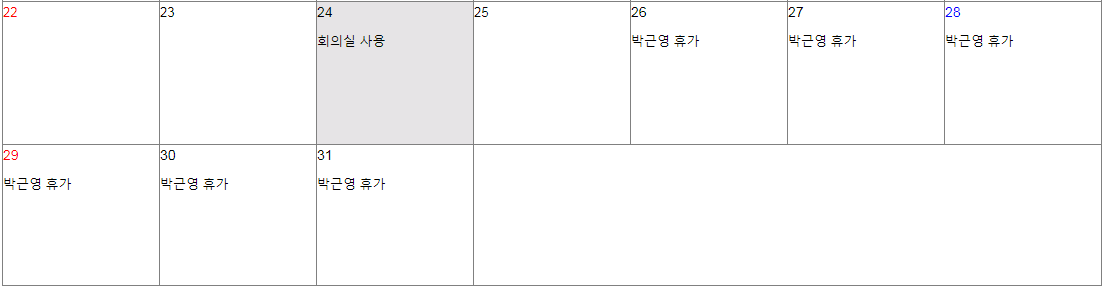 22 23 24 25 26 27 28
회의실 사용 박근영 휴가 박근영 휴가 박근영 휴가
29 30 31
박근영 휴가 박근영 휴가 박근영 휴가